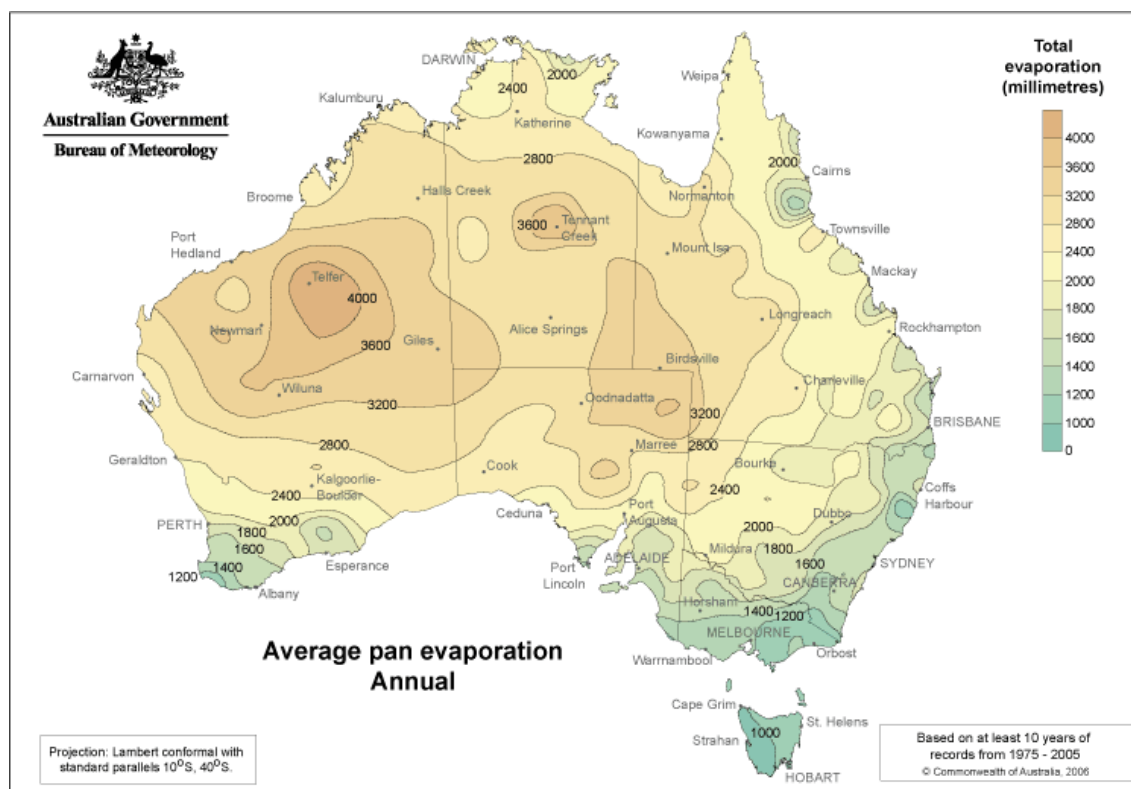 Australian Government
Bureau of Meteorology
Total
evaporation
(millimetres)
4000
3600
3200
2800
2400
2000
1800
1600
1400
1200
1000
0
DARWIN
2000
2400
Weipa
Kalumburu
Katherine
Kowanyama
2800
2000
Cairns
Halls Creek
Broome
Normanton
3600
Tennant
Creek
Townsville
Port
Hedland
Mount Isa
Telfer
Mackay
4000
Newman
Alice Springs
Longreach
Rockhampton
3600
Giles
Birdsville
Carnarvon
Wiluna
3200
Oodnadatta
Charleville
3200
BRISBANE
2800
Marree
2800
Geraldton
Cook
Bourke
Kalgoorlie-
Boulder
2400
2400
Coffs
Harbour
Ceduna
Port
Augusta
PERTH
2000
1800
1600
2000
Dubbo
1400
1200
Esperance
Albany
Port
Lincoln
ADELAIDE
Mildura
1800
1600
SYDNEY
CANBERRA
Horsham
1400
1200
MELBOURNE
Warrnambool
Orbost
Average pan evaporation
Annual
Cape Grim
St. Helens
Strahan
1000
HOBART
Projection: Lambert conformal with
standard parallels 10°S, 40°S.
Based on at least 10 years of
records from 1975 - 2005
© Commonwealth of Australia, 2006